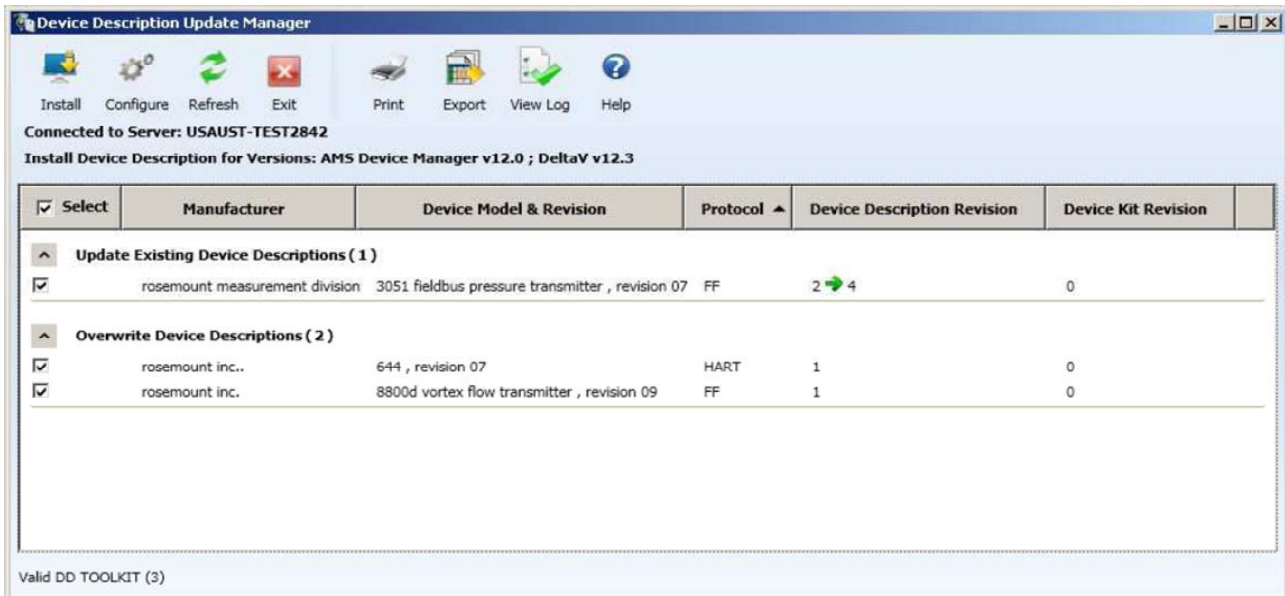 Device Description Update Manager
Install Configure Refresh Exit Print Export View Log Help
Connected to Server: USAUST-TEST2842
Install Device Description for Versions: AMS Device Manager v12.0 ; DeltaV v12.3
Select Manufacturer Device Model & Revision Protocol Device Description Revision Device Kit Revision
Update Existing Device Descriptions ( 1 )
rosemount measurement division 3051 fieldbus pressure transmitter , revision 07 FF 2 4 0
Overwrite Device Descriptions ( 2 )
rosemount inc.. 644 , revision 07 HART 1 0
rosemount inc. 8800d vortex flow transmitter , revision 09 FF 1 0
Valid DD TOOLKIT (3)